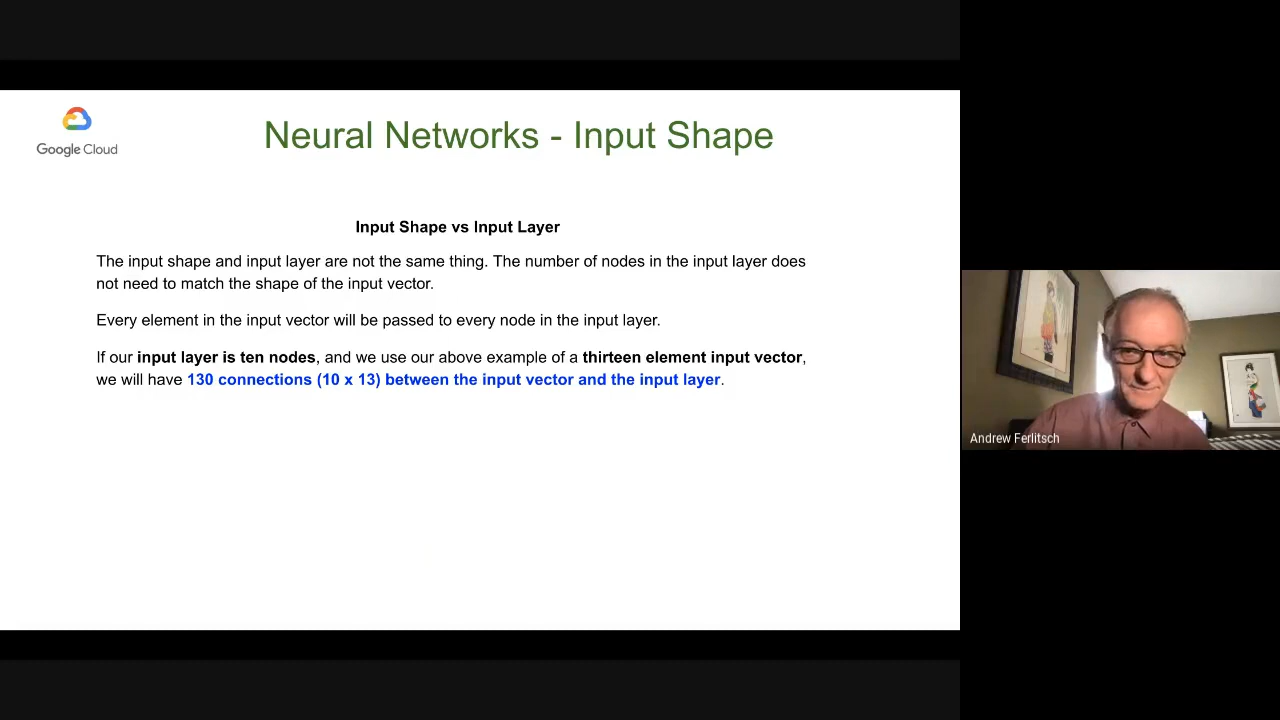 Google Cloud
Neural Networks - Input Shape
Input Shape vs Input Layer
The input shape and input layer are not the same thing. The number of nodes in the input layer does
not need to match the shape of the input vector.
Every element in the input vector will be passed to every node in the input layer.
If our input layer is ten nodes, and we use our above example of a thirteen element input vector,
we will have 130 connections (10 x 13) between the input vector and the input layer.
Andrew Ferlitsch